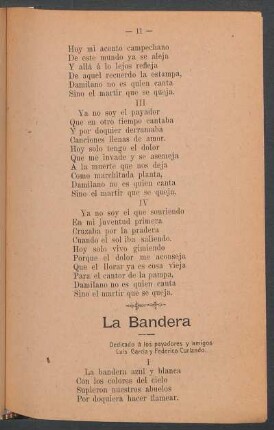 — 11 —
Hoy mi acento campechano
De este mundo ya se aleja
Y allá á lo lejos refleja
De aquel recuerdo la estampa,
Damilano no es quien canta
Sino el martir que se queja.
III
Ya no soy el payador
Que en otro tiempo cantaba
Y por doquier derramaba
Canciones llenas de amor.
Hoy solo tengo el dolor
Que me invade y se asemeja
A la muerte que nos deja
Como marchitada planta,
Damilano no es quien canta
Sino el martir que se queja.
IV
Ya no soy el que sonriendo
En mi juventud primera
Cruzaba por la pradera
Cuando el sol iba saliendo.
Hoy solo vivo gimiendo
Porque el dolor me aconseja
Que el llorar ya es cosa vieja
Para el cantor de la pampa,
Damilano no es quien canta
Sino el martir que se queja.
La Bandera
Dedicado á los payadores y amigos
Luis García y Federico Curlando.
I
La bandera azul y blanca
Con los colores del cielo
Supieron nuestros abuelos
Por doquiera hacer flamear.